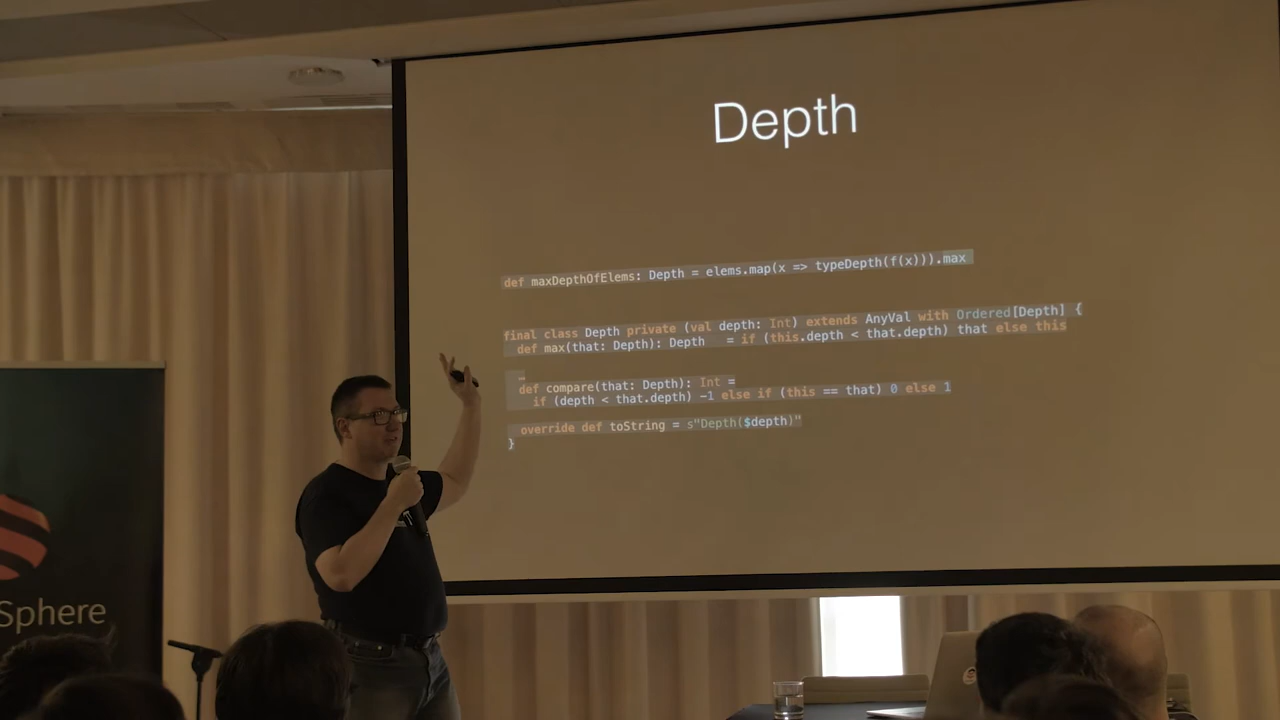 Depth
def maxDepthOfElems: Depth = elems.map(x => typeDepth(f(x))).max
final class Depth private (val depth: Int) extends AnyVal with Ordered[Depth] {
def max(that: Depth): Depth   = if (this.depth < that.depth) that else this
…
def compare(that: Depth): Int =
if (depth < that.depth) -1 else if (this == that) 0 else 1
override def toString = s"Depth($depth)"
}
Sphere